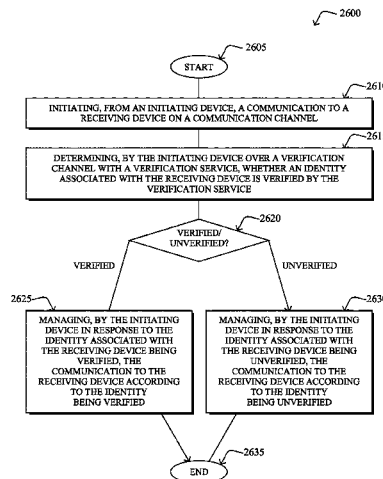 2600
2605
START
2610
INITIATING, FROM AN INITIATING DEVICE, A COMMUNICATION TO A
RECEIVING DEVICE ON A COMMUNICATION CHANNEL
261
DETERMINING, BY THE INITIATING DEVICE OVER A VERIFICATION
CHANNEL WITH A VERIFICATION SERVICE, WHETHER AN IDENTITY
ASSOCIATED WITH THE RECEIVING DEVICE IS VERIFIED BY THE
VERIFICATION SERVICE
2620
VERIFIED/
UNVERIFIED?
VERIFIED
UNVERIFIED
2625
MANAGING, BY THE INITIATING
DEVICE IN RESPONSE TO THE
IDENTITY ASSOCIATED WITH
THE RECEIVING DEVICE BEING
VERIFIED, THE
COMMUNICATION TO THE
RECEIVING DEVICE ACCORDING
TO THE IDENTITY
BEING VERIFIED
263
MANAGING, BY THE INITIATING
DEVICE IN RESPONSE TO THE
IDENTITY ASSOCIATED WITH
THE RECEIVING DEVICE BEING
UNVERIFIED, THE
COMMUNICATION TO THE
RECEIVING DEVICE ACCORDING
TO THE IDENTITY
BEING UNVERIFIED
2635
END